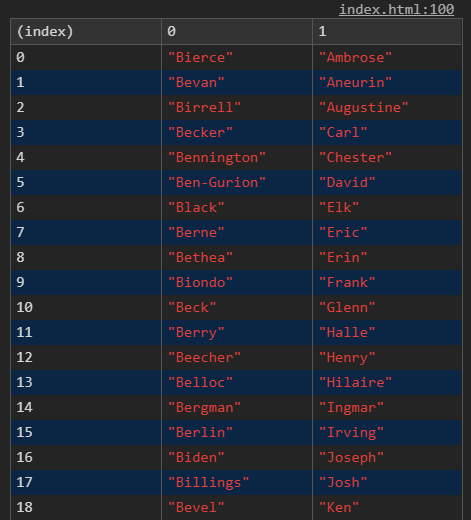 index.html:100
(index) 0 1
0 "Bierce" "Ambrose"
1 "Bevan" "Aneurin"
2 "Birrell" "Augustine"
3 "Becker" "Carl"
4 "Bennington" "Chester"
5 "Ben-Gurion" "David"
6 "Black" "Elk"
7 "Berne" "Eric"
8 "Bethea" "Erin"
9 "Biondo" "Frank"
10 "Beck" "Glenn"
11 "Berry" "Halle"
12 "Beecher" "Henry"
13 "Belloc" "Hilaire"
14 "Bergman" "Ingmar"
15 "Berlin" "Irving"
16 "Biden" "Joseph"
17 "Billings" "Josh"
18 "Bevel" "Ken"